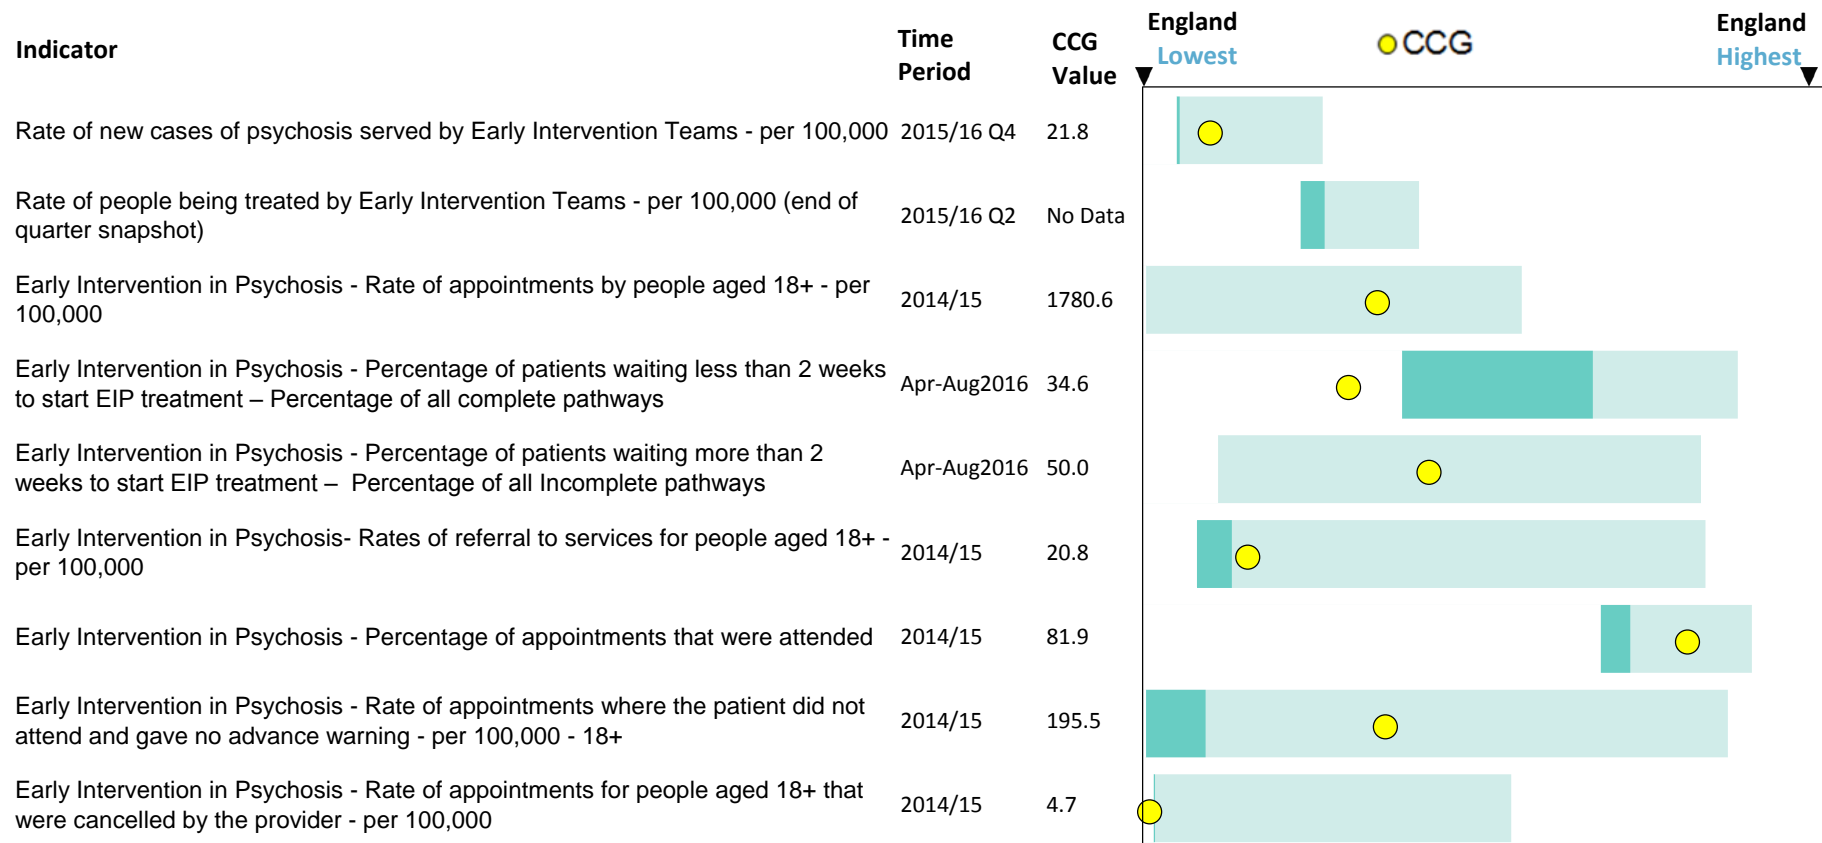 Indicator
Time Period
CCG Value
England Lowest
CCG
England Highest
Rate of new cases of psychosis served by Early Intervention Teams - per 100,000 2015/16 Q4 21.8
Rate of people being treated by Early Intervention Teams - per 100,000 (end of
quarter snapshot)
2015/16 Q2 No Data
Early Intervention in Psychosis - Rate of appointments by people aged 18+ - per
100,000
2014/15 1780.6
Early Intervention in Psychosis - Percentage of patients waiting less than 2 weeks
to start EIP treatment – Percentage of all complete pathways
Apr-Aug2016 34.6
Early Intervention in Psychosis - Percentage of patients waiting more than 2
weeks to start EIP treatment – Percentage of all Incomplete pathways
Apr-Aug2016 50.0
Early Intervention in Psychosis- Rates of referral to services for people aged 18+ -
per 100,000
2014/15 20.8
Early Intervention in Psychosis - Percentage of appointments that were attended 2014/15 81.9
Early Intervention in Psychosis - Rate of appointments where the patient did not
attend and gave no advance warning - per 100,000 - 18+
2014/15 195.5
Early Intervention in Psychosis - Rate of appointments for people aged 18+ that
were cancelled by the provider - per 100,000
2014/15 4.7